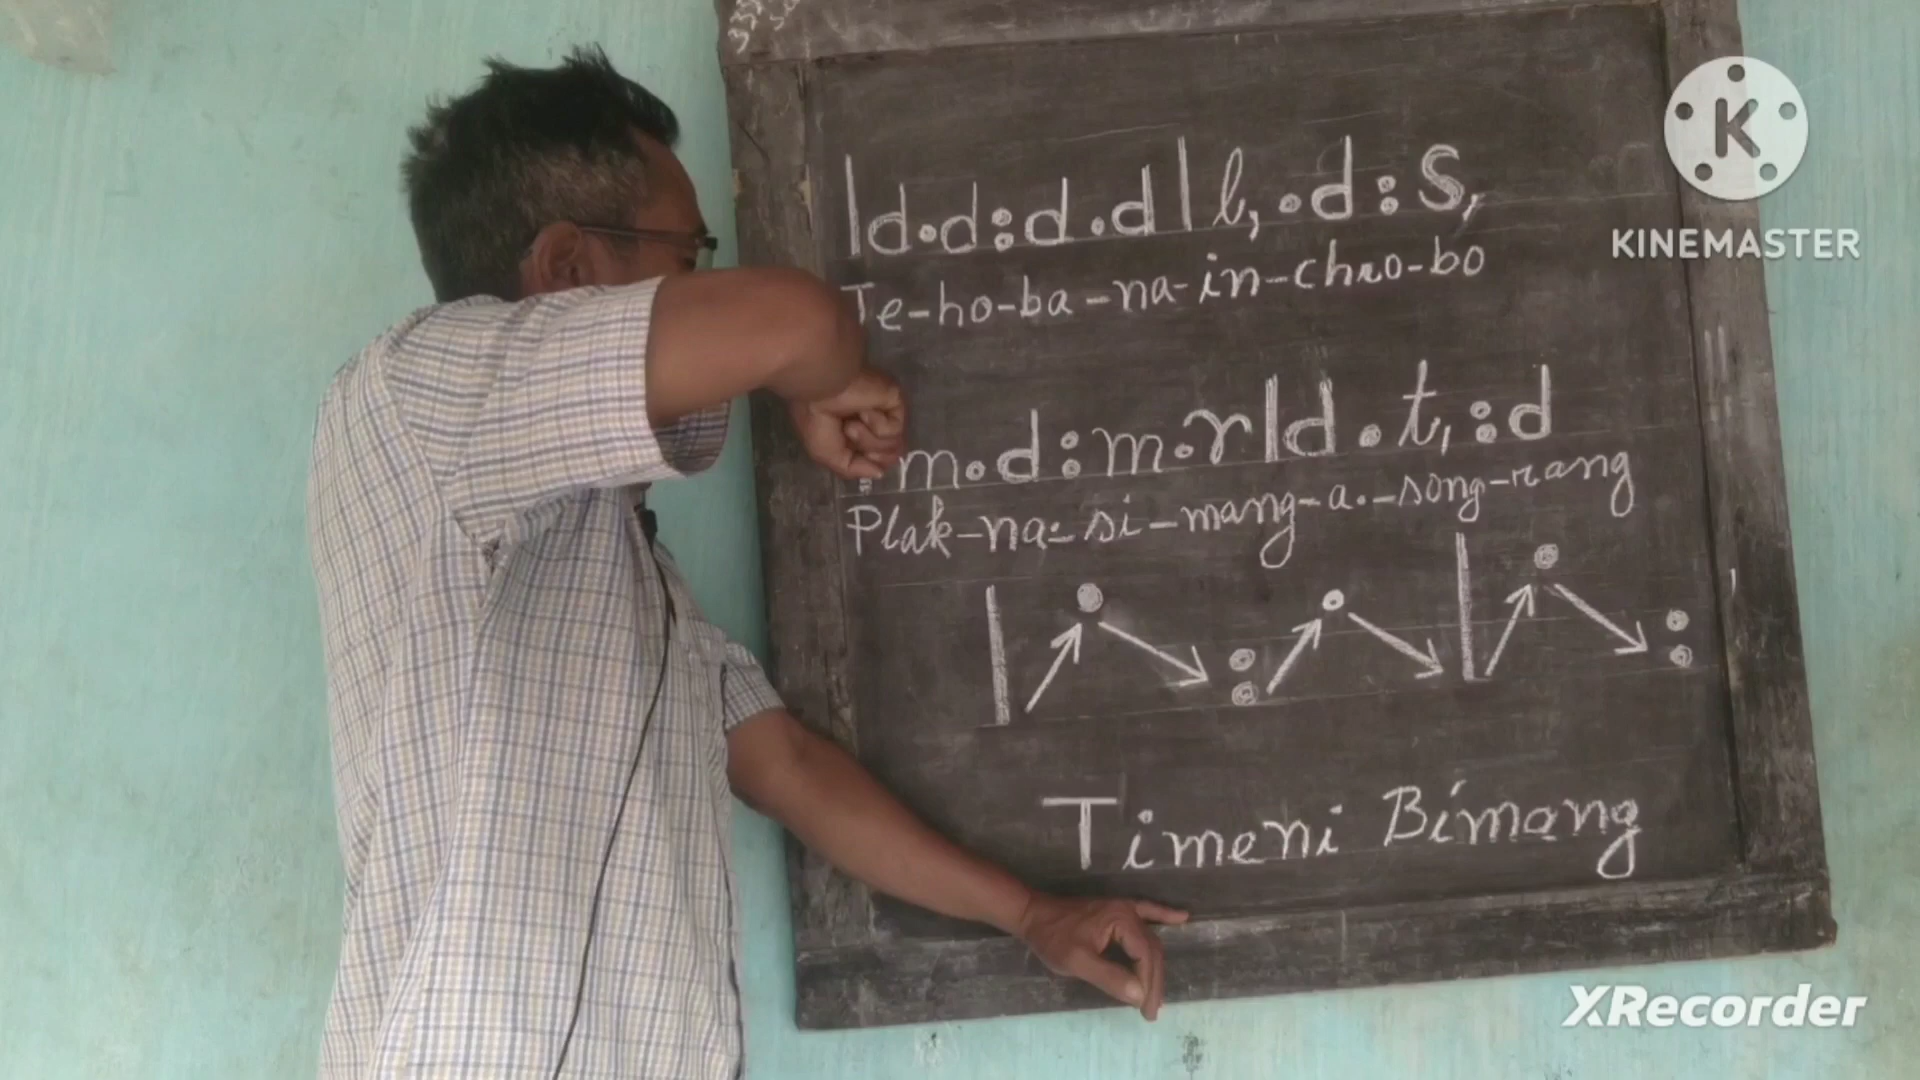 |d.d:d.d|l,.d:s,
Te-ho-ba-na-in-chro-bo
m.d:m.r|d.t,:d
Plak-na-si-mang-a.-song-rang
Timeni Bimang
K
KINEMASTER
XRecorder